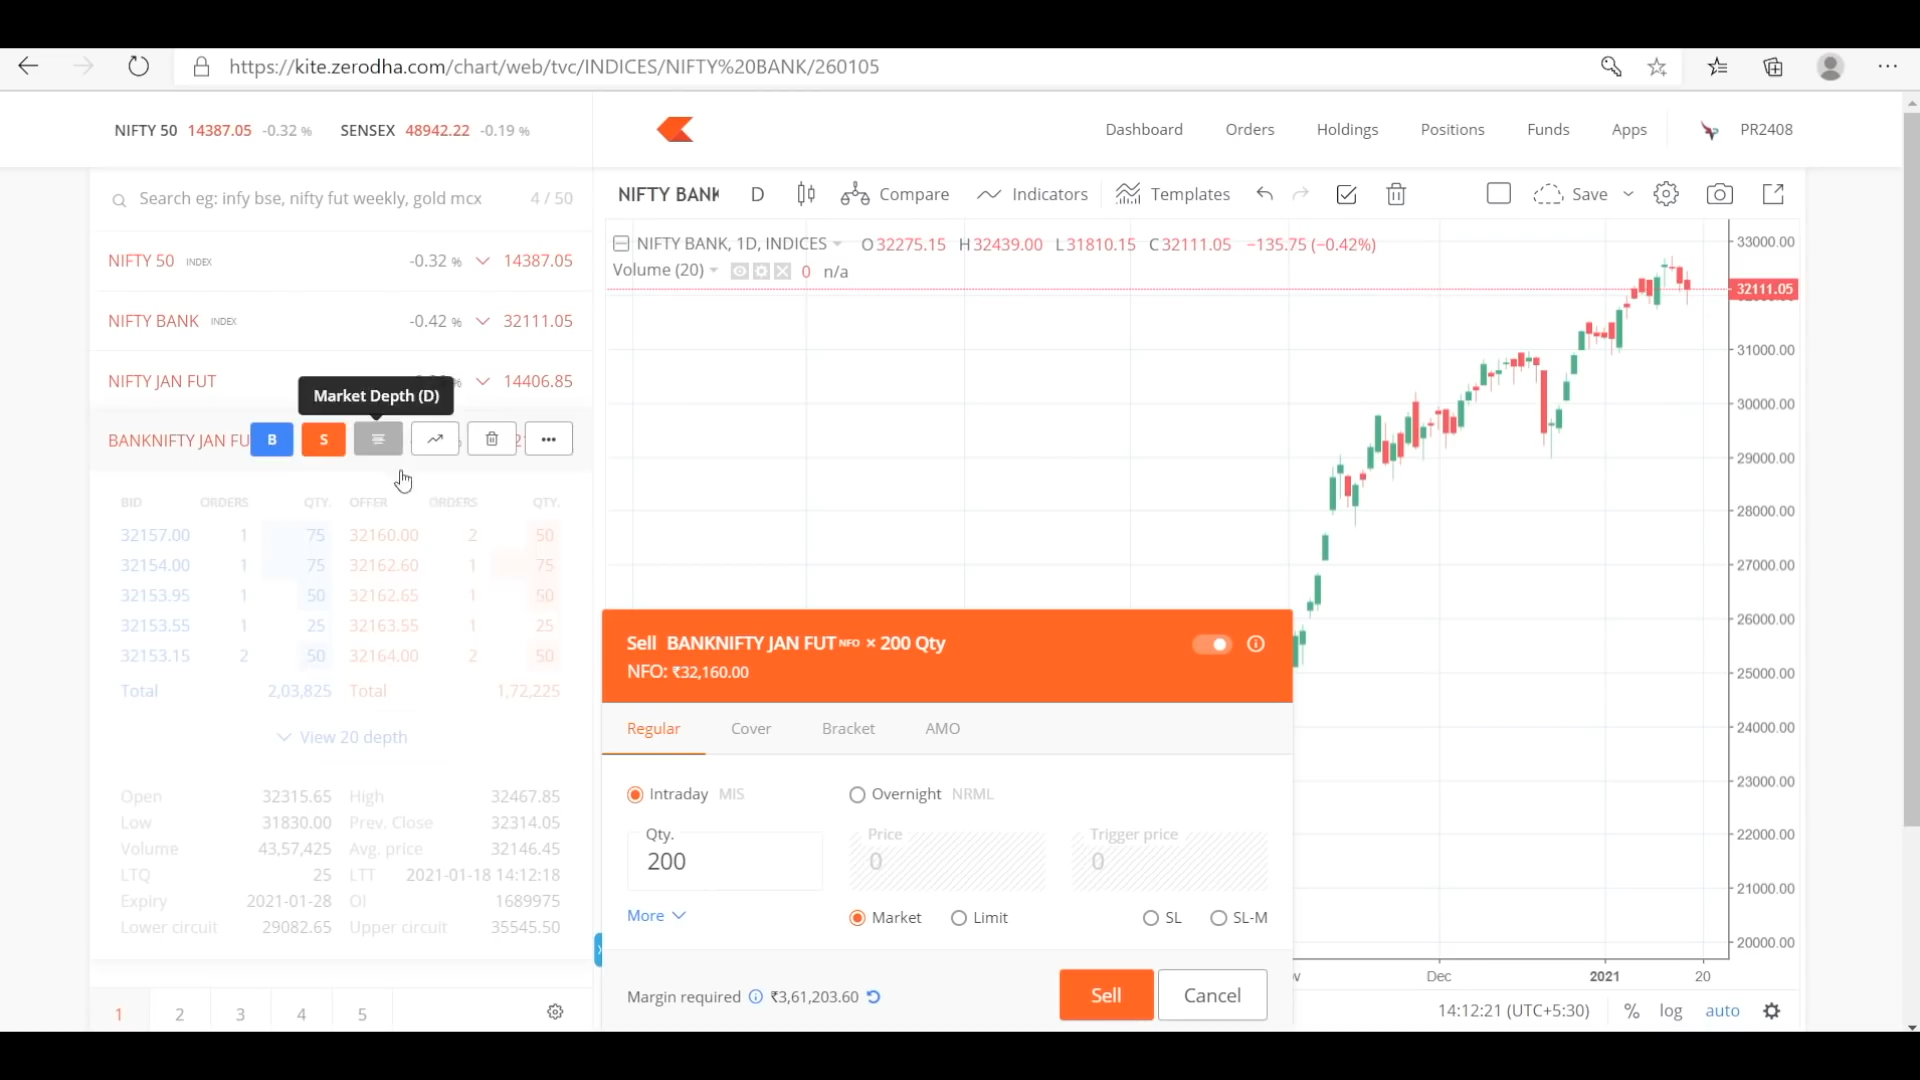 https://kite.zerodha.com/chart/web/tvc/INDICES/NIFTY%20BANK/260105
NIFTY 50 14387.05 -0.32 % SENSEX 48942.22 -0.19 %
Dashboard Orders Holdings Positions Funds Apps PR2408
Search eg: infy bse, nifty fut weekly, gold mcx 4 / 50
NIFTY 50 INDEX -0.32 % 14387.05
NIFTY BANK INDEX -0.42 % 32111.05
NIFTY JAN FUT % 14406.85
Market Depth (D)
BANKNIFTY JAN FU B S
BID ORDERS QTY. OFFER ORDERS QTY.
32157.00 1 75 32160.00 2 50
32154.00 1 75 32162.60 1 75
32153.95 1 50 32162.65 1 50
32153.55 1 25 32163.55 1 25
32153.15 2 50 32164.00 2 50
Total 2,03,825 Total 1,72,225
View 20 depth
Open 32315.65 High 32467.85
Low 31830.00 Prev. Close 32314.05
Volume 43,57,425 Avg. price 32146.45
LTQ 25 LTT 2021-01-18 14:12:18
Expiry 2021-01-28 OI 1689975
Lower circuit 29082.65 Upper circuit 35545.50
1 2 3 4 5
NIFTY BANK D Compare Indicators Templates Save
NIFTY BANK, 1D, INDICES O32275.15 H32439.00 L31810.15 C32111.05 −135.75 (−0.42%)
Volume (20) 0 n/a
33000.00
32111.05
31000.00
30000.00
29000.00
28000.00
27000.00
26000.00
25000.00
24000.00
23000.00
22000.00
21000.00
20000.00
Sell BANKNIFTY JAN FUT NFO × 200 Qty
NFO: ₹32,160.00
Regular Cover Bracket AMO
Intraday MIS Overnight NRML
Qty. Price Trigger price
200 0 0
More Market Limit SL SL-M
Margin required ₹3,61,203.60 Sell Cancel
Dec 2021 20
14:12:21 (UTC+5:30) % log auto